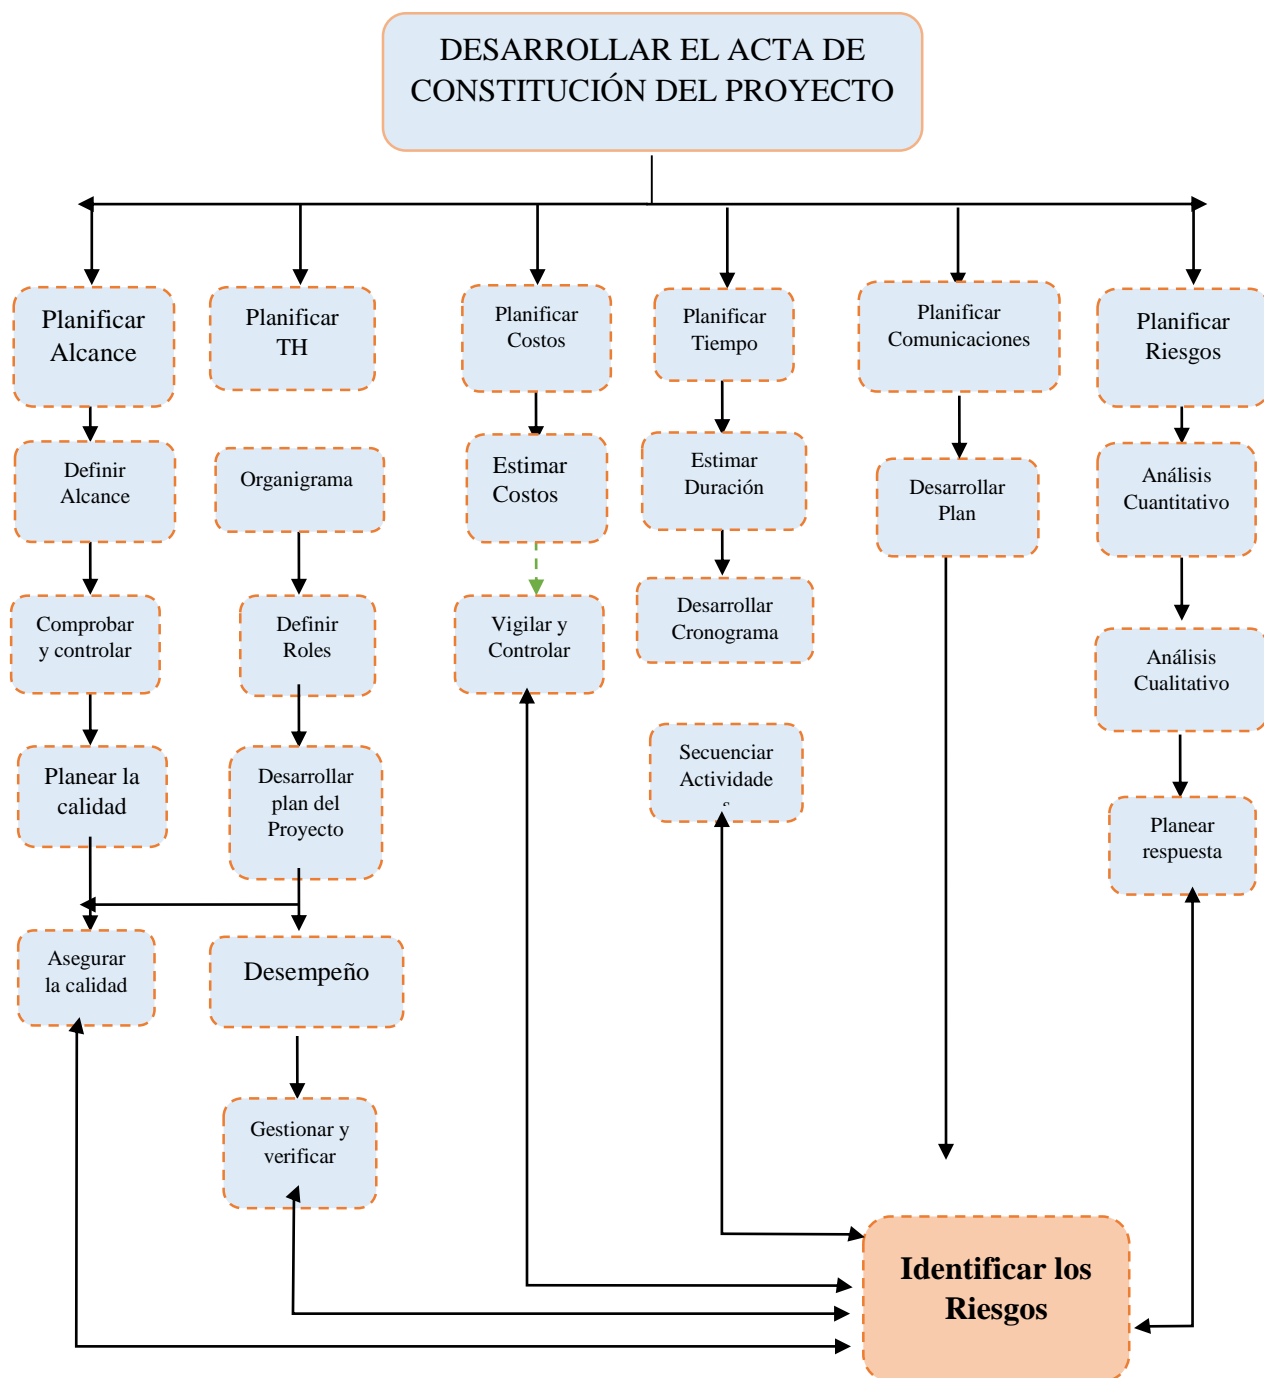 DESARROLLAR EL ACTA DE
CONSTITUCIÓN DEL PROYECTO
Planificar
Alcance
Planificar
TH
Planificar
Costos
Planificar
Tiempo
Planificar
Comunicaciones
Planificar
Riesgos
Definir
Alcance
Organigrama
Estimar
Costos
Estimar
Duración
Desarrollar
Plan
Análisis
Cuantitativo
Comprobar
y controlar
Definir
Roles
Vigilar y
Controlar
Desarrollar
Cronograma
Análisis
Cualitativo
Planear la
calidad
Desarrollar
plan del
Proyecto
Secuenciar
Actividade
s
Planear
respuesta
Asegurar
la calidad
Desempeño
Gestionar y
verificar
Identificar los
Riesgos